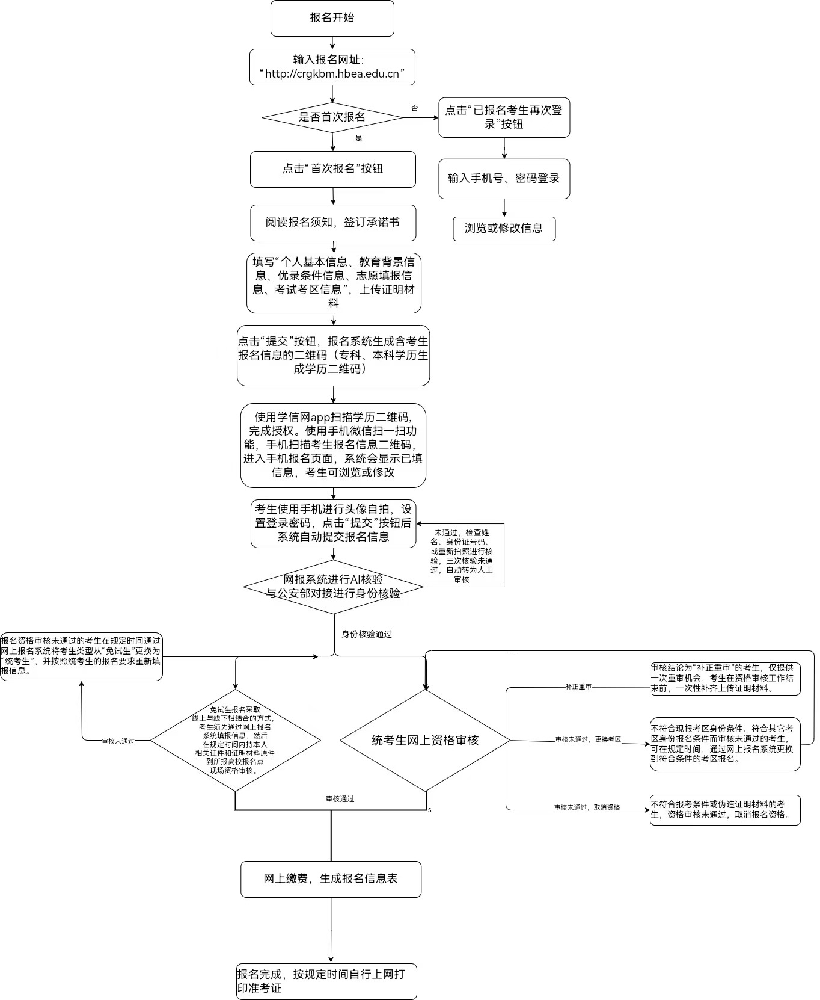 报名开始
输入报名网址：
“http://crgkbm.hbea.edu.cn”
是否首次报名
否
点击“已报名考生再次登
录”按钮
是
点击“首次报名”按钮
输入手机号、密码登录
阅读报名须知，签订承诺书
浏览或修改信息
填写“个人基本信息、教育背景信
息、优录条件信息、志愿填报信
息、考试考区信息”，上传证明材
料
点击“提交”按钮，报名系统生成含考生
报名信息的二维码（专科、本科学历生
成学历二维码）
使用学信网app扫描学历二维码，
完成授权。使用手机微信扫一扫功
能，手机扫描考生报名信息二维码，
进入手机报名页面，系统会显示已填
信息，考生可浏览或修改
考生使用手机进行头像自拍，设
置登录密码，点击“提交”按钮后
系统自动提交报名信息
未通过，检查姓
名、身份证号码、
或重新拍照进行核
验，三次核验未通
过，自动转为人工
审核
网报系统进行AI核验
与公安部对接进行身份核验
身份核验通过
报名资格审核未通过的考生在规定时间通过
网上报名系统将考生类型从“免试生”更换为
“统考生”，并按照统考生的报名要求重新填
报信息。
审核未通过
免试生报名采取
线上与线下相结合的方式，
考生须先通过网上报名
系统填报信息，然后
在规定时间内持本人
相关证件和证明材料原件
到所报高校报名点
现场资格审核。
统考生网上资格审核
补正重审
审核结论为“补正重审”的考生，仅提供
一次重审机会，考生在资格审核工作结
束前，一次性补齐上传证明材料。
审核未通过，更换考区
不符合现报考区身份条件、符合其它考
区身份报名条件而审核未通过的考生，
可在规定时间，通过网上报名系统更换
到符合条件的考区报名。
审核未通过，取消资格
不符合报考条件或伪造证明材料的考
生，资格审核未通过，取消报名资格。
审核通过
s
网上缴费，生成报名信息表
报名完成，按规定时间自行上网打
印准考证